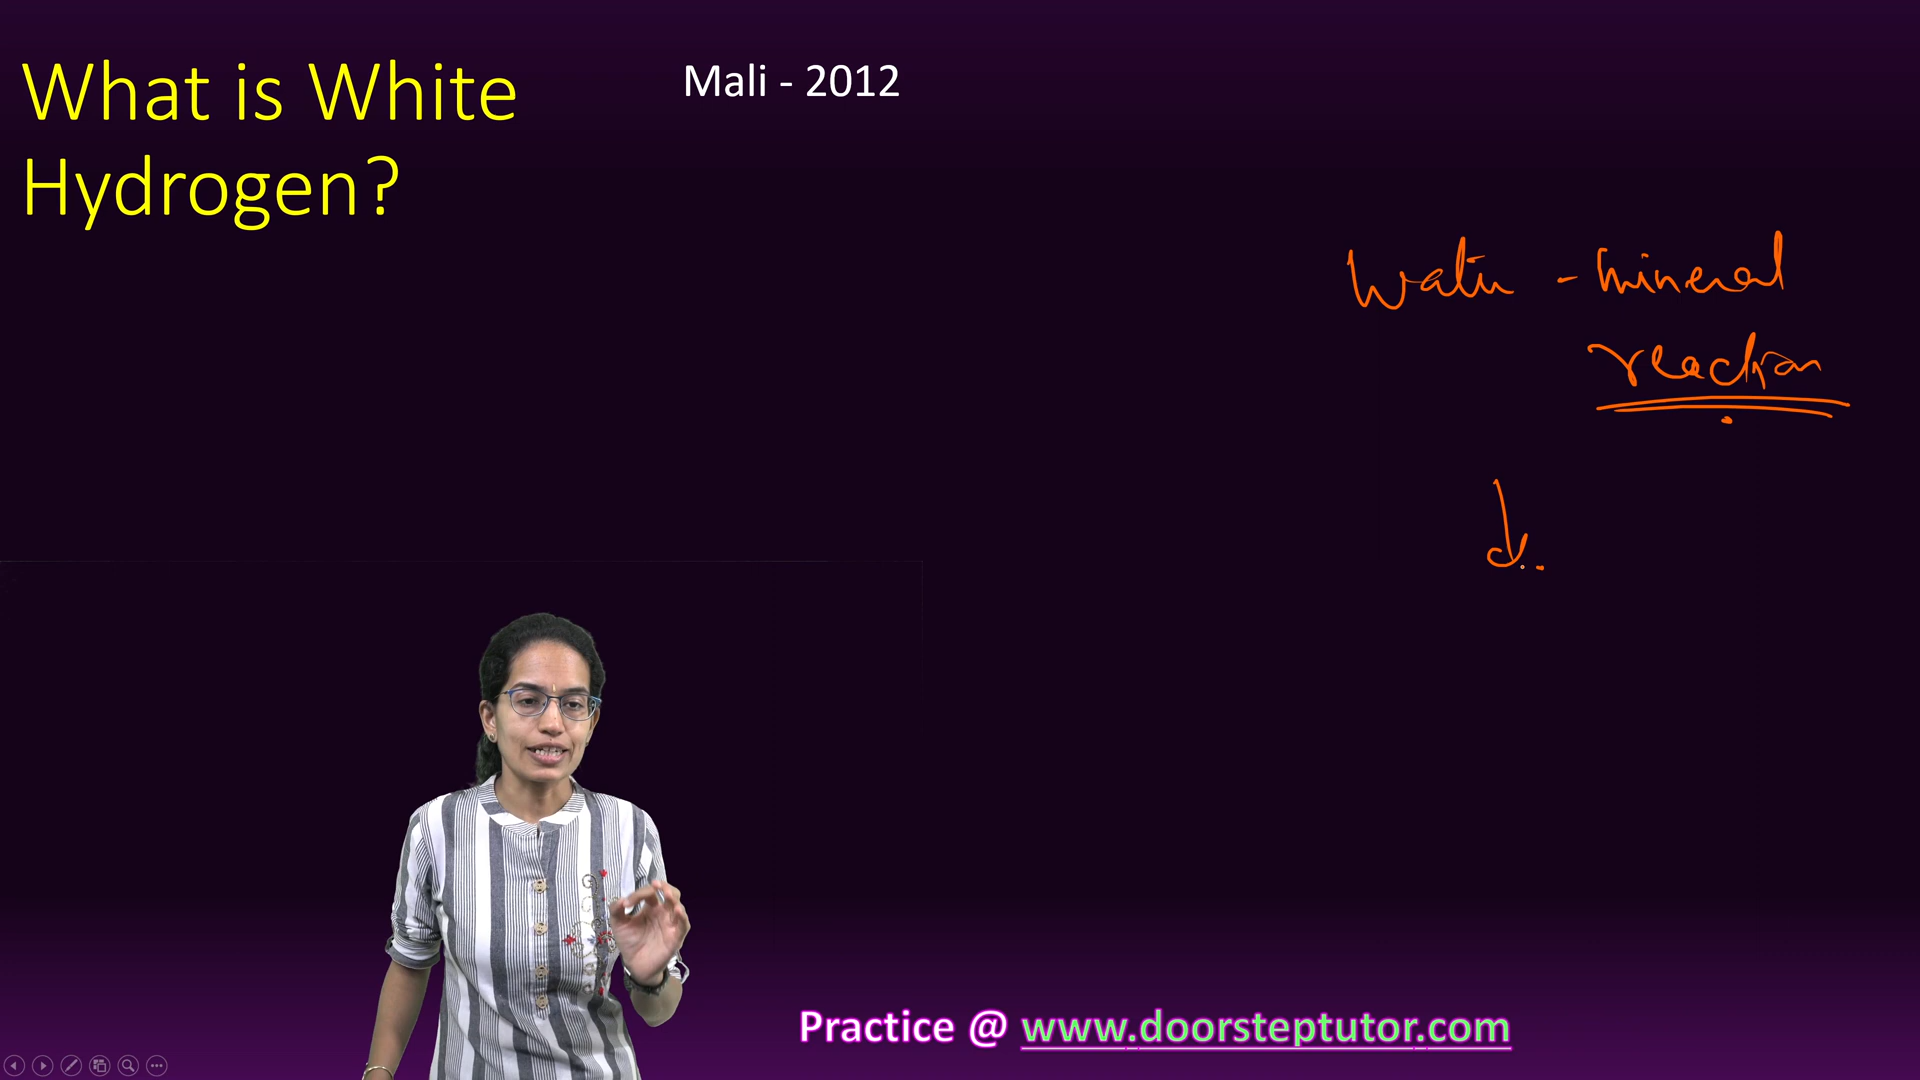 What is White
Hydrogen?
Mali - 2012
Water - mineral
reaction
Practice @ www.doorsteptutor.com